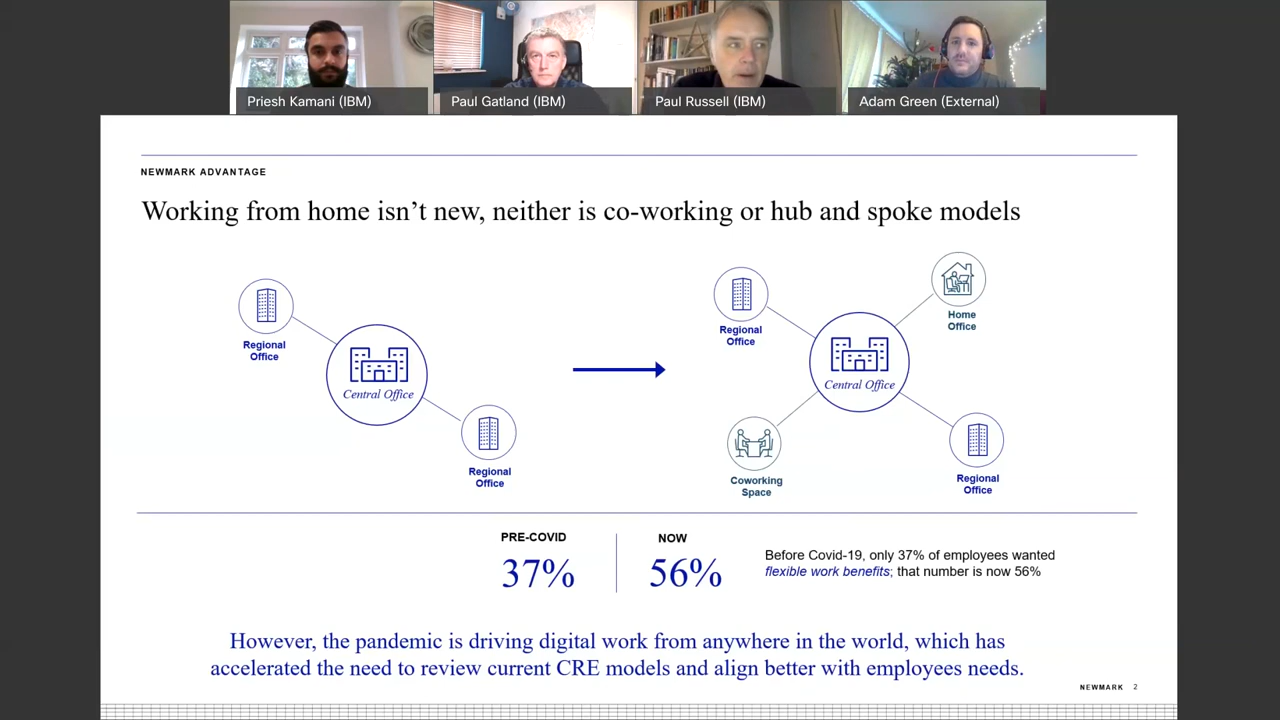 Priesh Kamani (IBM)
Paul Gatland (IBM)
Paul Russell (IBM)
Adam Green (External)
NEWMARK ADVANTAGE
Working from home isn’t new, neither is co-working or hub and spoke models
Regional
Office
Central Office
Regional
Office
Regional
Office
Home
Office
Central Office
Coworking
Space
Regional
Office
PRE-COVID
37%
NOW
56%
Before Covid-19, only 37% of employees wanted
flexible work benefits; that number is now 56%
However, the pandemic is driving digital work from anywhere in the world, which has
accelerated the need to review current CRE models and align better with employees needs.
NEWMARK 2